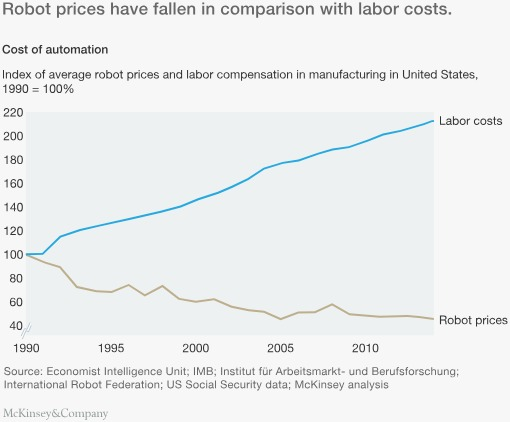 Robot prices have fallen in comparison with labor costs.
Cost of automation
Index of average robot prices and labor compensation in manufacturing in United States,
1990 = 100%
220
200
180
160
140
120
100
80
60
40
Labor costs
Robot prices
1990
1995
2000
2005
2010
Source: Economist Intelligence Unit; IMB; Institut für Arbeitsmarkt- und Berufsforschung;
International Robot Federation; US Social Security data; McKinsey analysis
McKinsey&Company